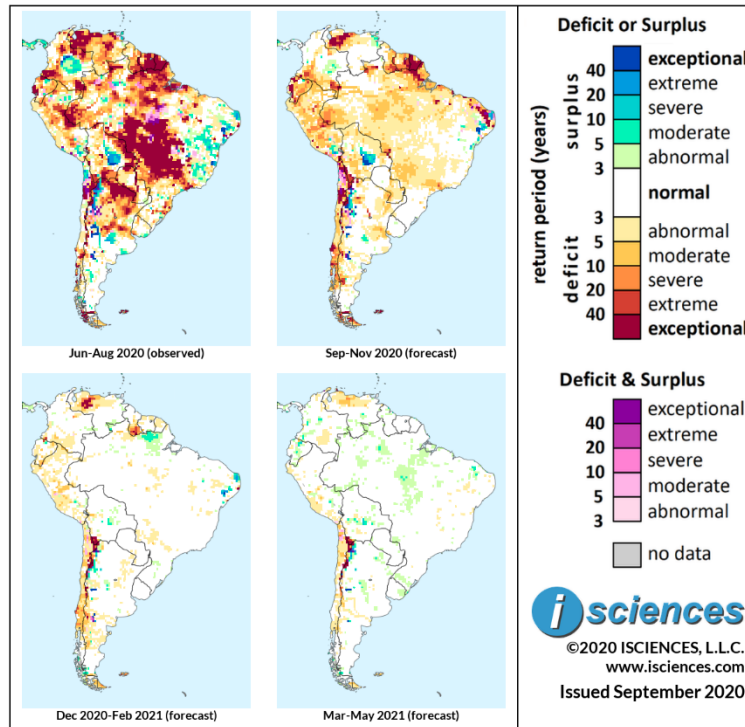 Jun-Aug 2020 (observed)
Sep-Nov 2020 (forecast)
Dec 2020-Feb 2021 (forecast)
Mar-May 2021 (forecast)
Deficit or Surplus
return period (years)
surplus
deficit
exceptional
40
extreme
20
severe
10
moderate
5
abnormal
3
normal
3
abnormal
5
moderate
10
severe
20
extreme
40
exceptional
Deficit & Surplus
exceptional
40
extreme
20
severe
10
moderate
5
abnormal
3
no data
i sciences
©2020 ISCIENCES, L.L.C.
www.isciences.com
Issued September 2020